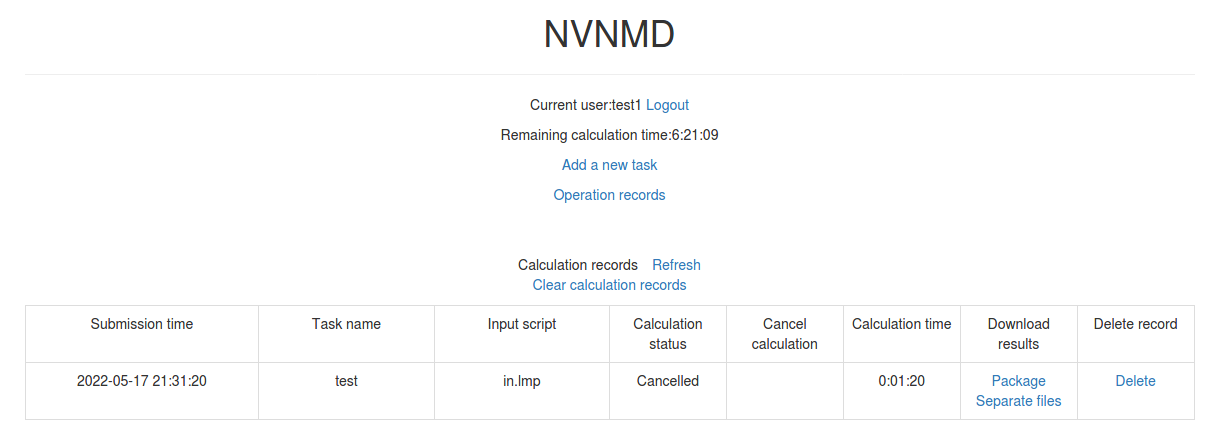 NVNMD
Current user:test1 Logout
Remaining calculation time:6:21:09
Add a new task
Operation records
Calculation records Refresh
Clear calculation records
Submission time Task name Input script Calculation status Cancel calculation Calculation time Download results Delete record
2022-05-17 21:31:20 test in.lmp Cancelled 0:01:20 Package Separate files Delete